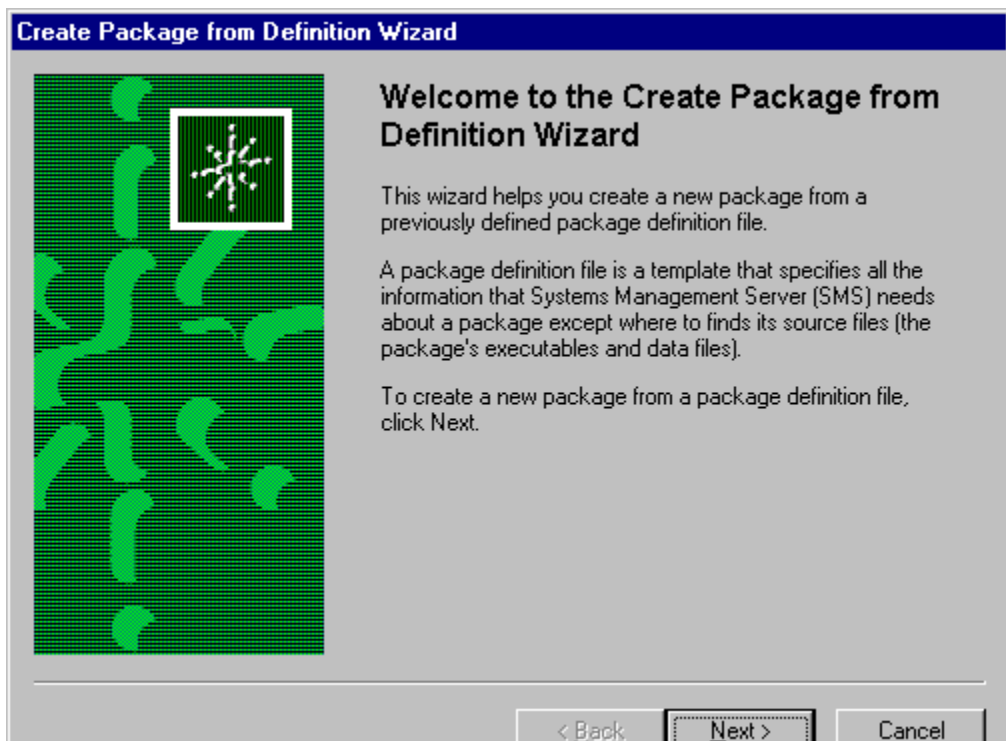 Create Package from Definition Wizard
Welcome to the Create Package from
Definition Wizard
This wizard helps you create a new package from a
previously defined package definition file.
A package definition file is a template that specifies all the
information that Systems Management Server (SMS) needs
about a package except where to finds its source files (the
package's executables and data files).
To create a new package from a package definition file,
click Next.
< Back
Next >
Cancel